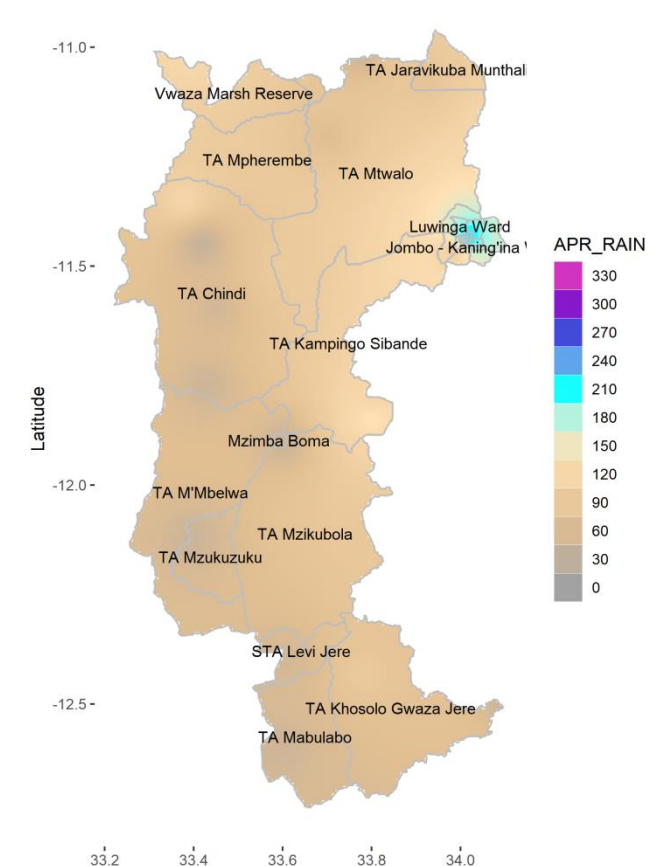 -11.0
TA Jaravikuba Munthali
Vwaza Marsh Reserve
TA Mpherembe
TA Mtwalo
Luwinga Ward
Jombo - Kaning'ina
APR_RAIN
-11.5
330
300
TA Chindi
270
240
TA Kampingo Sibande
210
180
Latitude
150
Mzimba Boma
120
-12.0
TA M'Mbelwa
90
TA Mzikubola
60
TA Mzukuzuku
30
0
STA Levi Jere
-12.5
TA Khosolo Gwaza Jere
TA Mabulabo
33.2 33.4 33.6 33.8 34.0